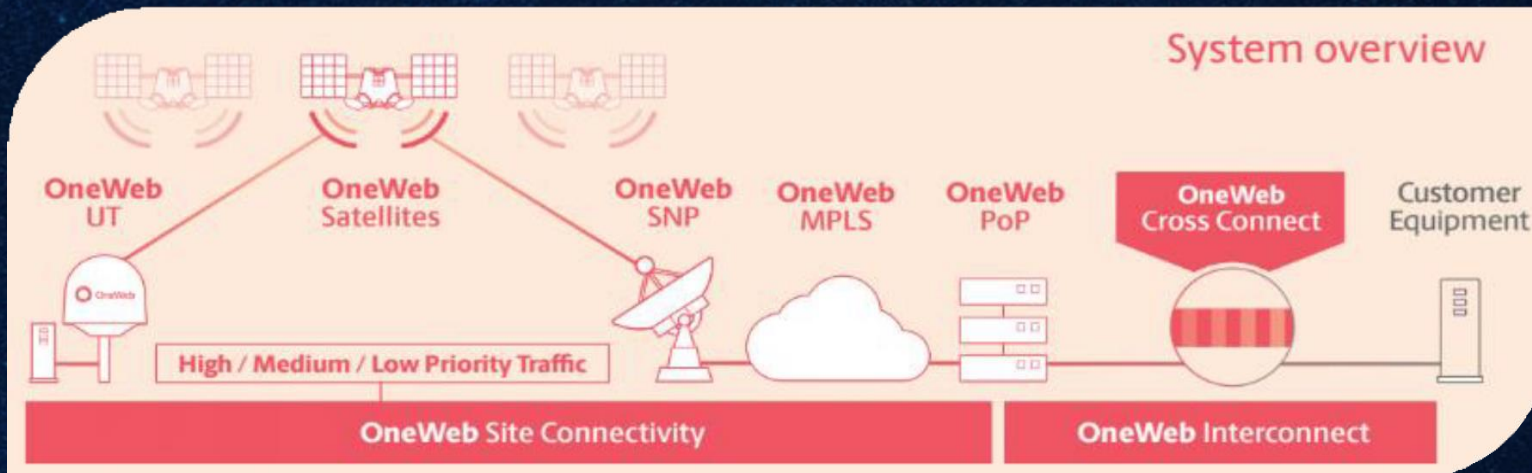 System overview
OneWeb
UT
OneWeb
Satellites
OneWeb
SNP
OneWeb
MPLS
OneWeb
PoP
OneWeb
Cross Connect
Customer
Equipment
OneWeb
High / Medium / Low Priority Traffic
OneWeb Site Connectivity
OneWeb Interconnect